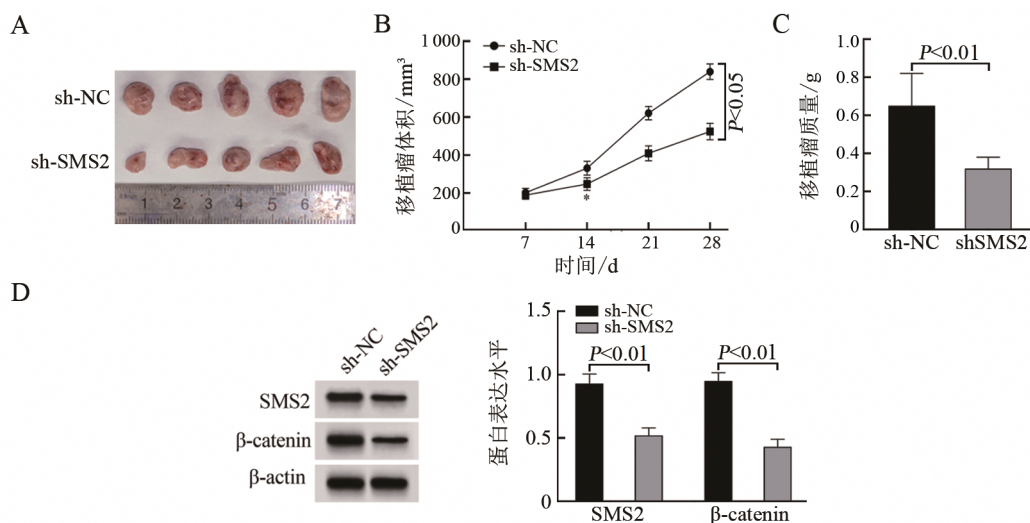 A
sh-NC
sh-SMS2
1 2 3 4 5 6 7
B
移植瘤体积/mm³
1 000
800
600
400
200
0
sh-NC
sh-SMS2
P<0.05
*
7 14 21 28
时间/d
C
移植瘤质量/g
1.0
0.8
0.6
0.4
0.2
0
P<0.01
sh-NC shSMS2
D
sh-NC sh-SMS2
SMS2
β-catenin
β-actin
蛋白表达水平
1.5
1.0
0.5
0
sh-NC
sh-SMS2
P<0.01 P<0.01
SMS2 β-catenin